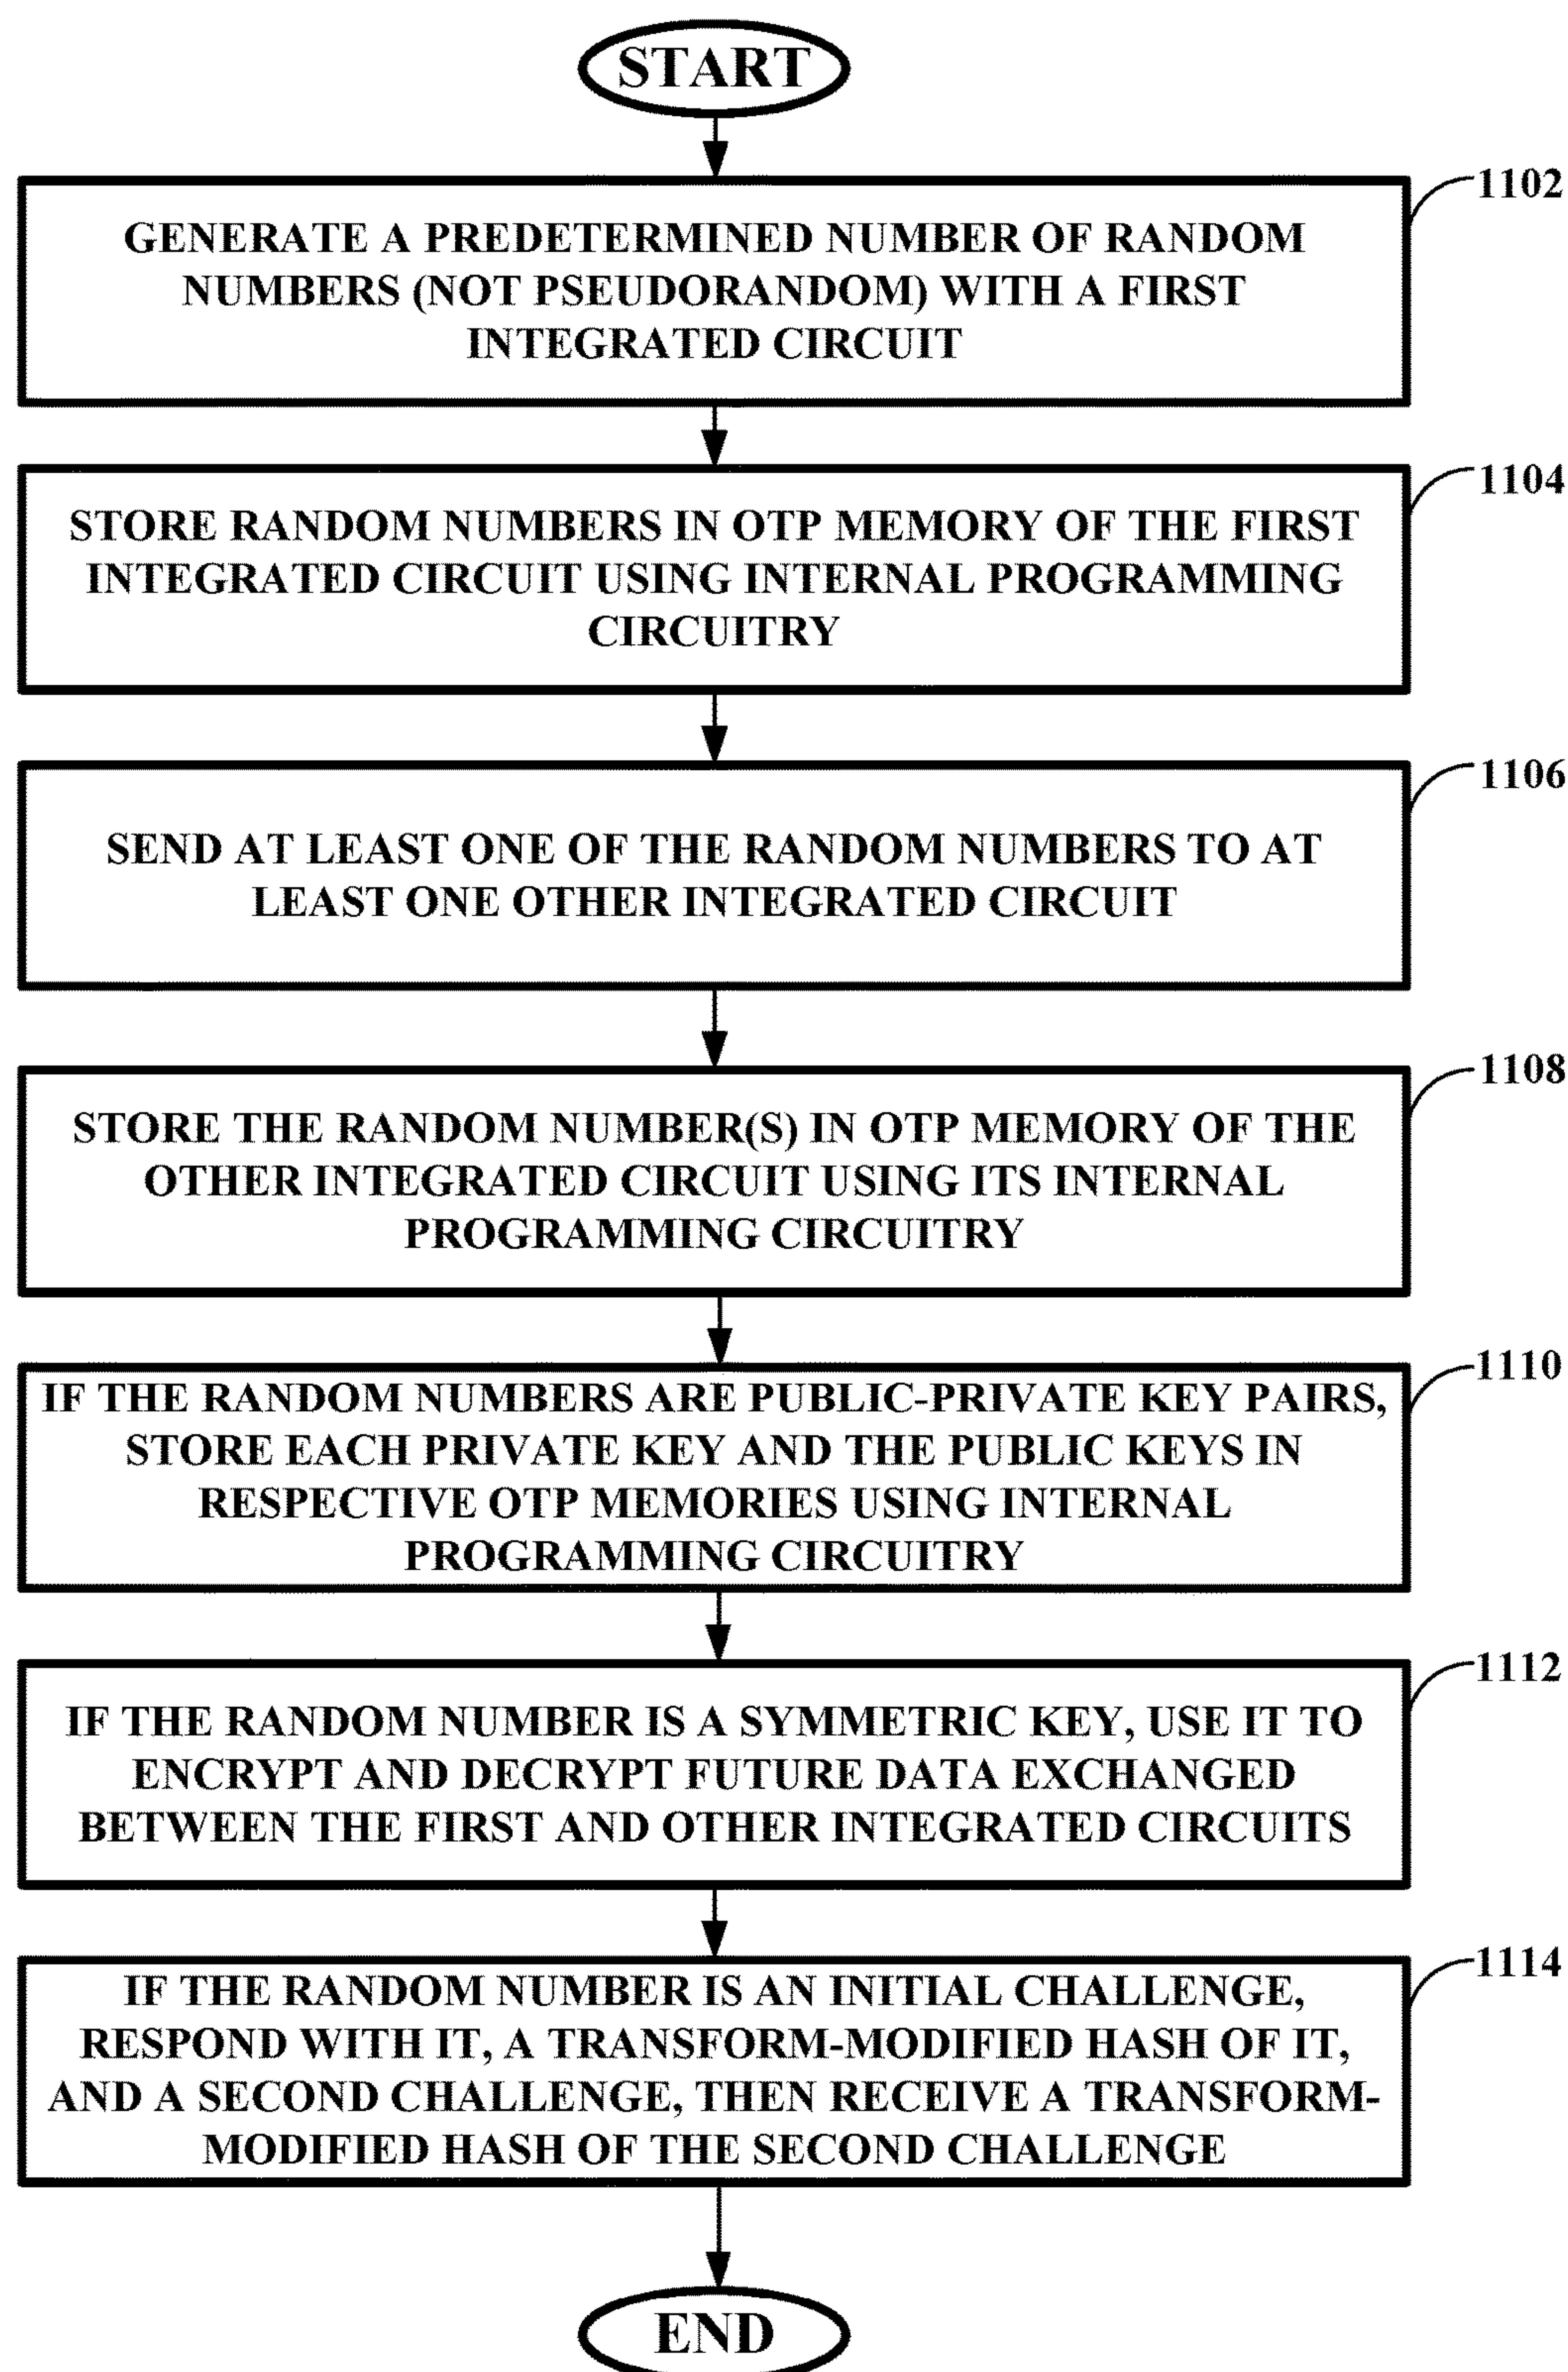 START
1102
GENERATE A PREDETERMINED NUMBER OF RANDOM
NUMBERS (NOT PSEUDORANDOM) WITH A FIRST
INTEGRATED CIRCUIT
1104
STORE RANDOM NUMBERS IN OTP MEMORY OF THE FIRST
INTEGRATED CIRCUIT USING INTERNAL PROGRAMMING
CIRCUITRY
1106
SEND AT LEAST ONE OF THE RANDOM NUMBERS TO AT
LEAST ONE OTHER INTEGRATED CIRCUIT
1108
STORE THE RANDOM NUMBER(S) IN OTP MEMORY OF THE
OTHER INTEGRATED CIRCUIT USING ITS INTERNAL
PROGRAMMING CIRCUITRY
1110
IF THE RANDOM NUMBERS ARE PUBLIC-PRIVATE KEY PAIRS,
STORE EACH PRIVATE KEY AND THE PUBLIC KEYS IN
RESPECTIVE OTP MEMORIES USING INTERNAL
PROGRAMMING CIRCUITRY
1112
IF THE RANDOM NUMBER IS A SYMMETRIC KEY, USE IT TO
ENCRYPT AND DECRYPT FUTURE DATA EXCHANGED
BETWEEN THE FIRST AND OTHER INTEGRATED CIRCUITS
1114
IF THE RANDOM NUMBER IS AN INITIAL CHALLENGE,
RESPOND WITH IT, A TRANSFORM-MODIFIED HASH OF IT,
AND A SECOND CHALLENGE, THEN RECEIVE A TRANSFORM-
MODIFIED HASH OF THE SECOND CHALLENGE
END